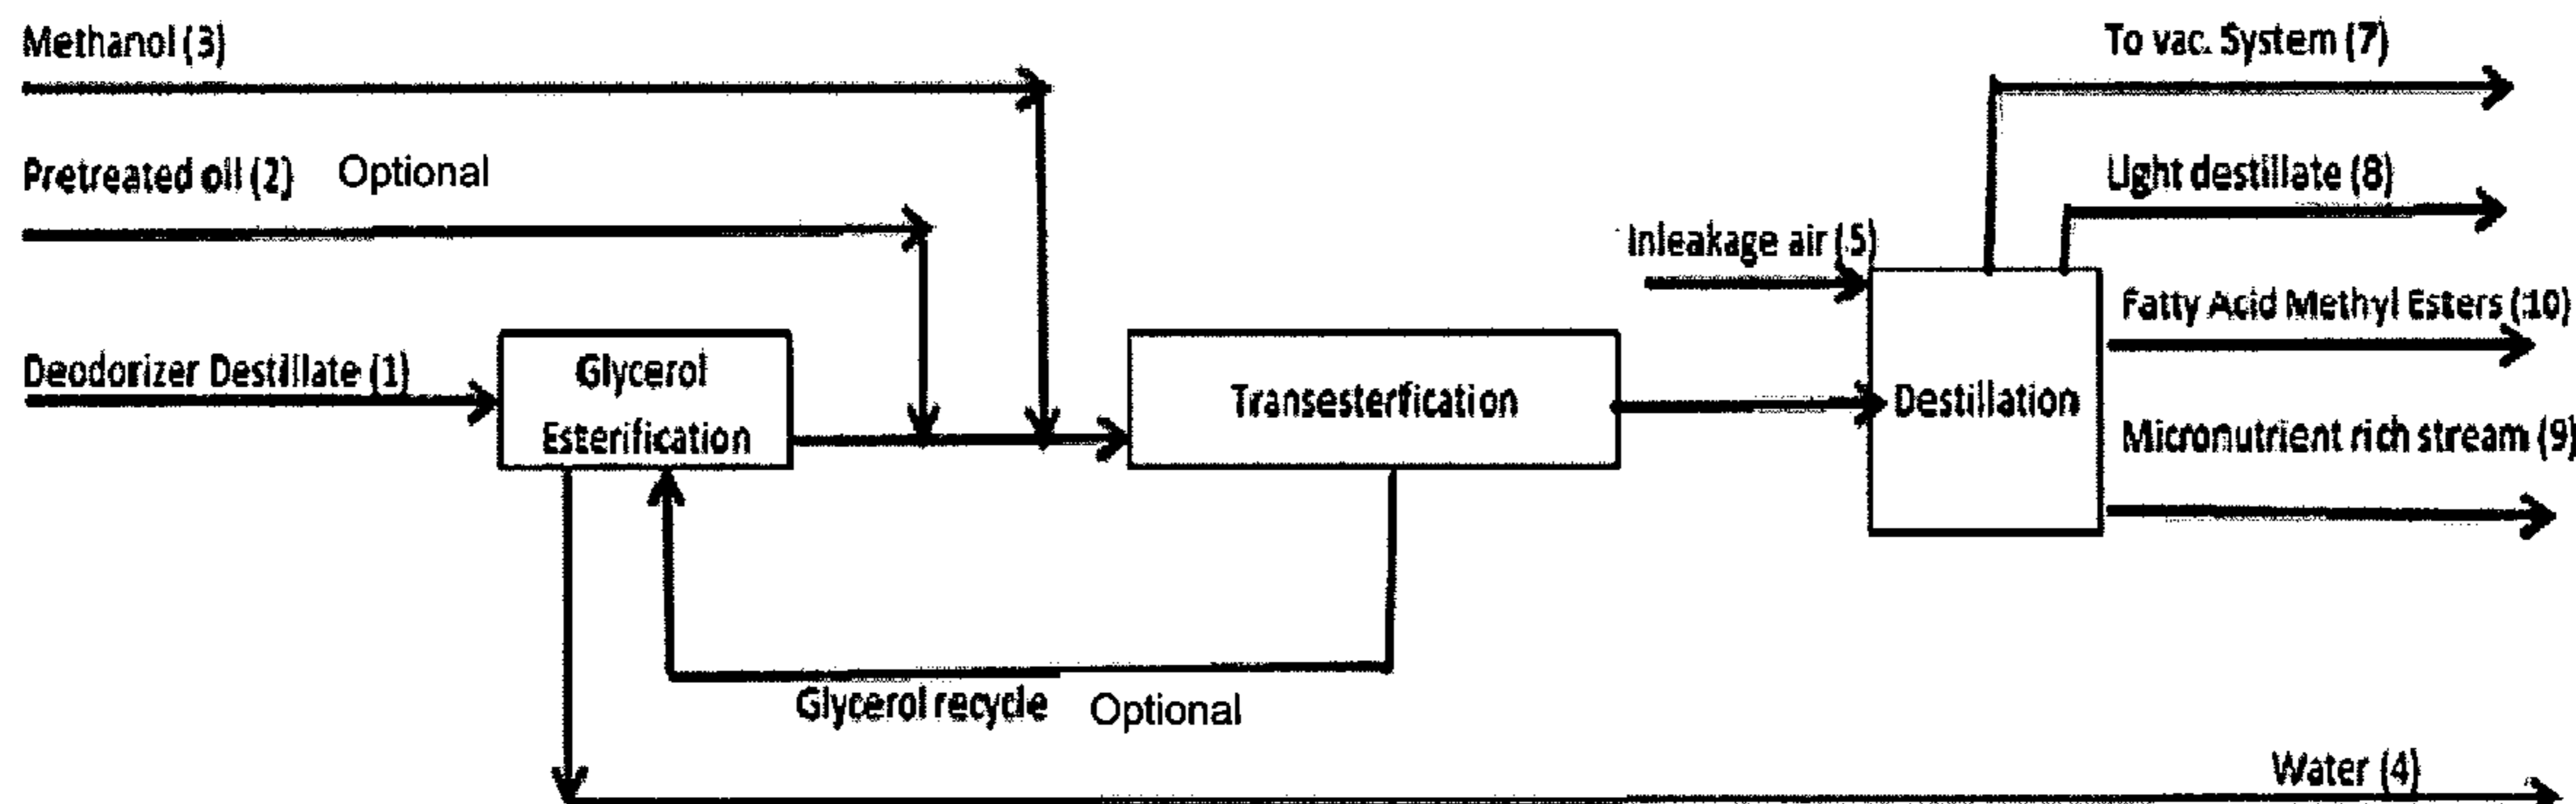 Methanol (3)
To vac. System (7)
Pretreated oil (2) Optional
Light destillate (8)
Inleakage air (5)
Fatty Acid Methyl Esters (10)
Deodorizer Destillate (1)
Glycerol
Esterification
Transesterfication
Destillation
Micronutrient rich stream (9)
Glycerol recycle Optional
Water (4)